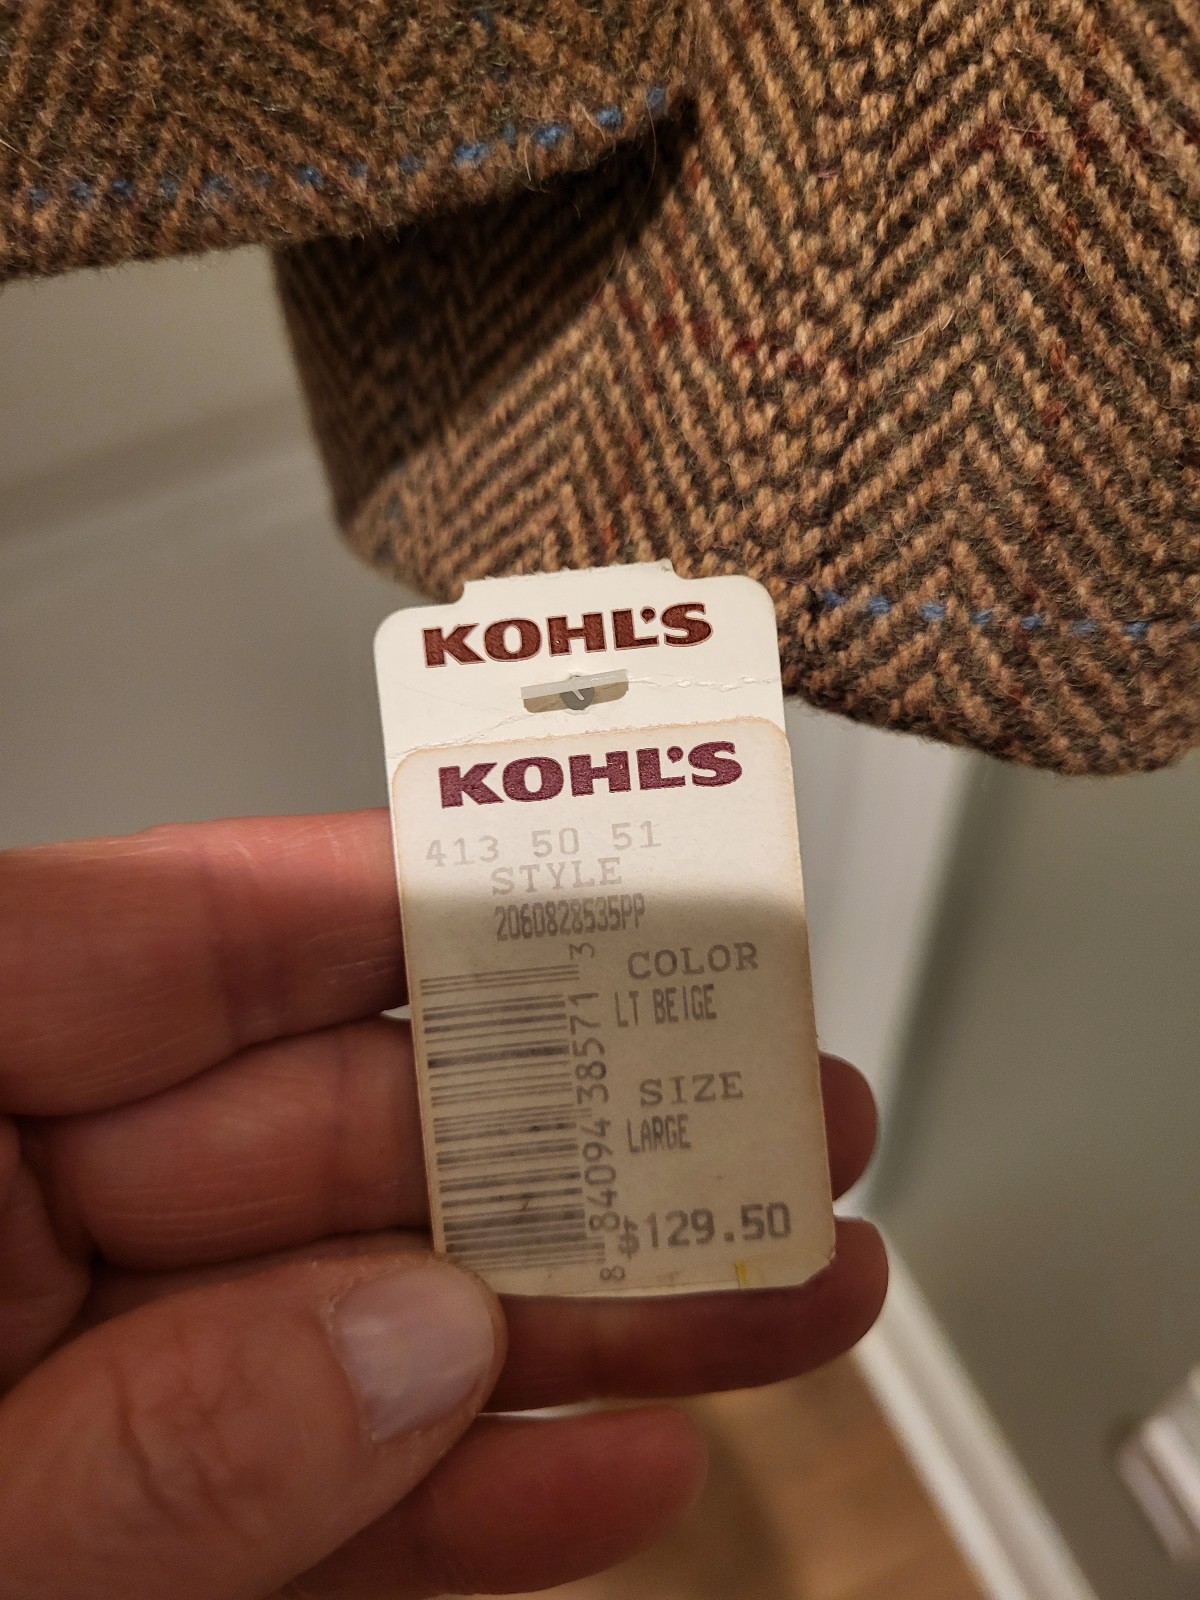 KOHL'S
KOHL'S
413 50 51
STYLE
2060828535PP
COLOR
LT BEIGE
SIZE
LARGE
$129.50
8 84094 38571 3